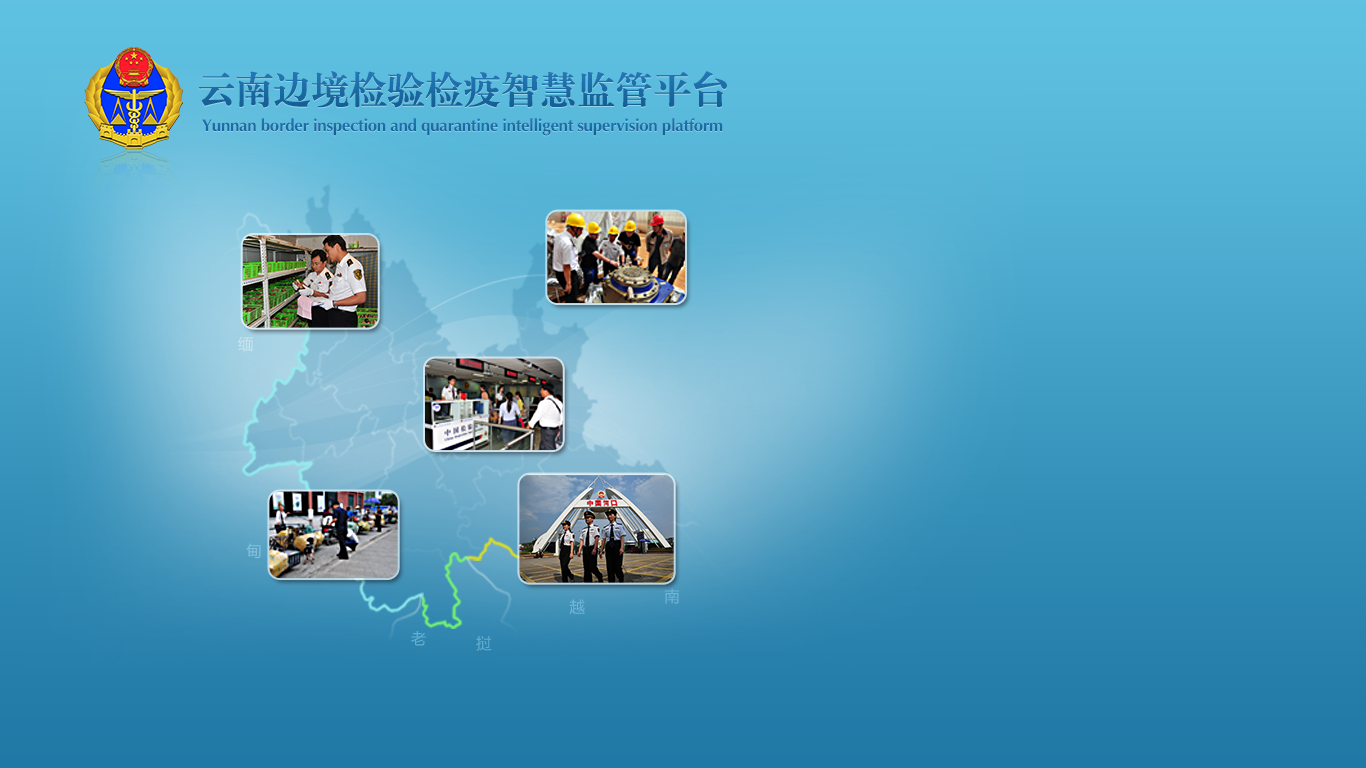 云南边境检验检疫智慧监管平台
Yunnan border inspection and quarantine intelligent supervision platform
缅
中国检验
中国河口
甸
越
南
老
挝